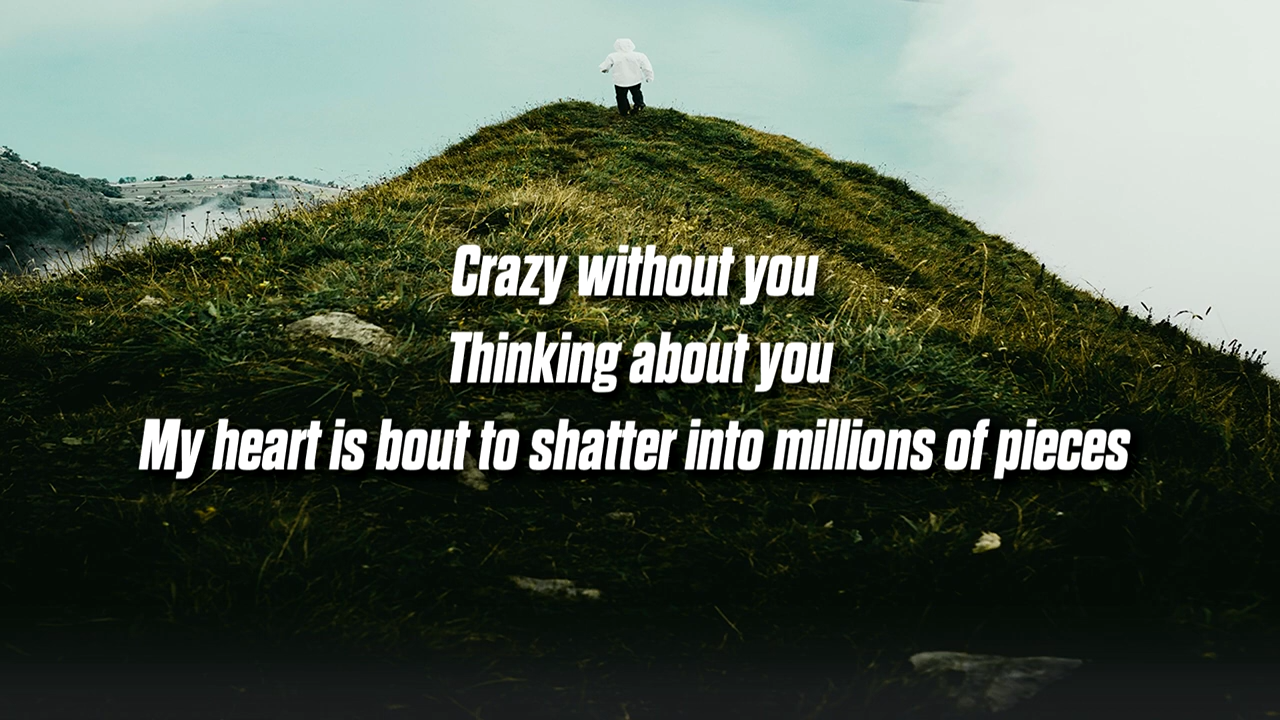 Crazy without you
Thinking about you
My heart is bout to shatter into millions of pieces